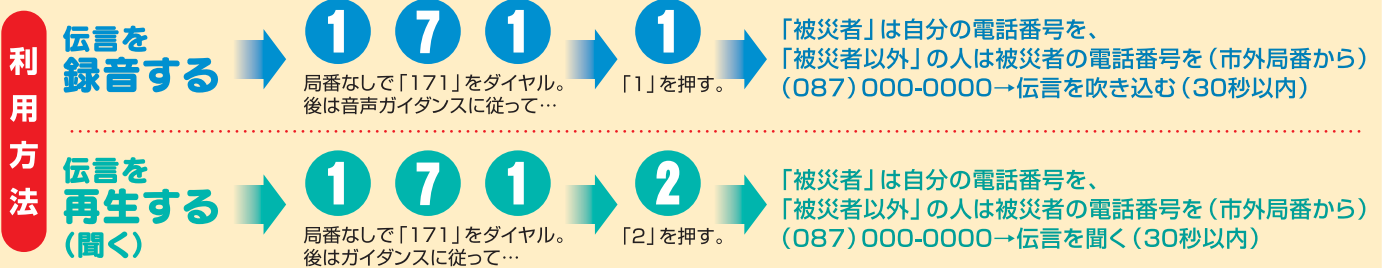 利用方法
伝言を
録音する
1 7 1
局番なしで「171」をダイヤル。
後は音声ガイダンスに従って…
1
「1」を押す。
「被災者」は自分の電話番号を、
「被災者以外」の人は被災者の電話番号を（市外局番から）
（087）000-0000→伝言を吹き込む（30秒以内）
伝言を
再生する
（聞く）
1 7 1
局番なしで「171」をダイヤル。
後はガイダンスに従って…
2
「2」を押す。
「被災者」は自分の電話番号を、
「被災者以外」の人は被災者の電話番号を（市外局番から）
（087）000-0000→伝言を聞く（30秒以内）